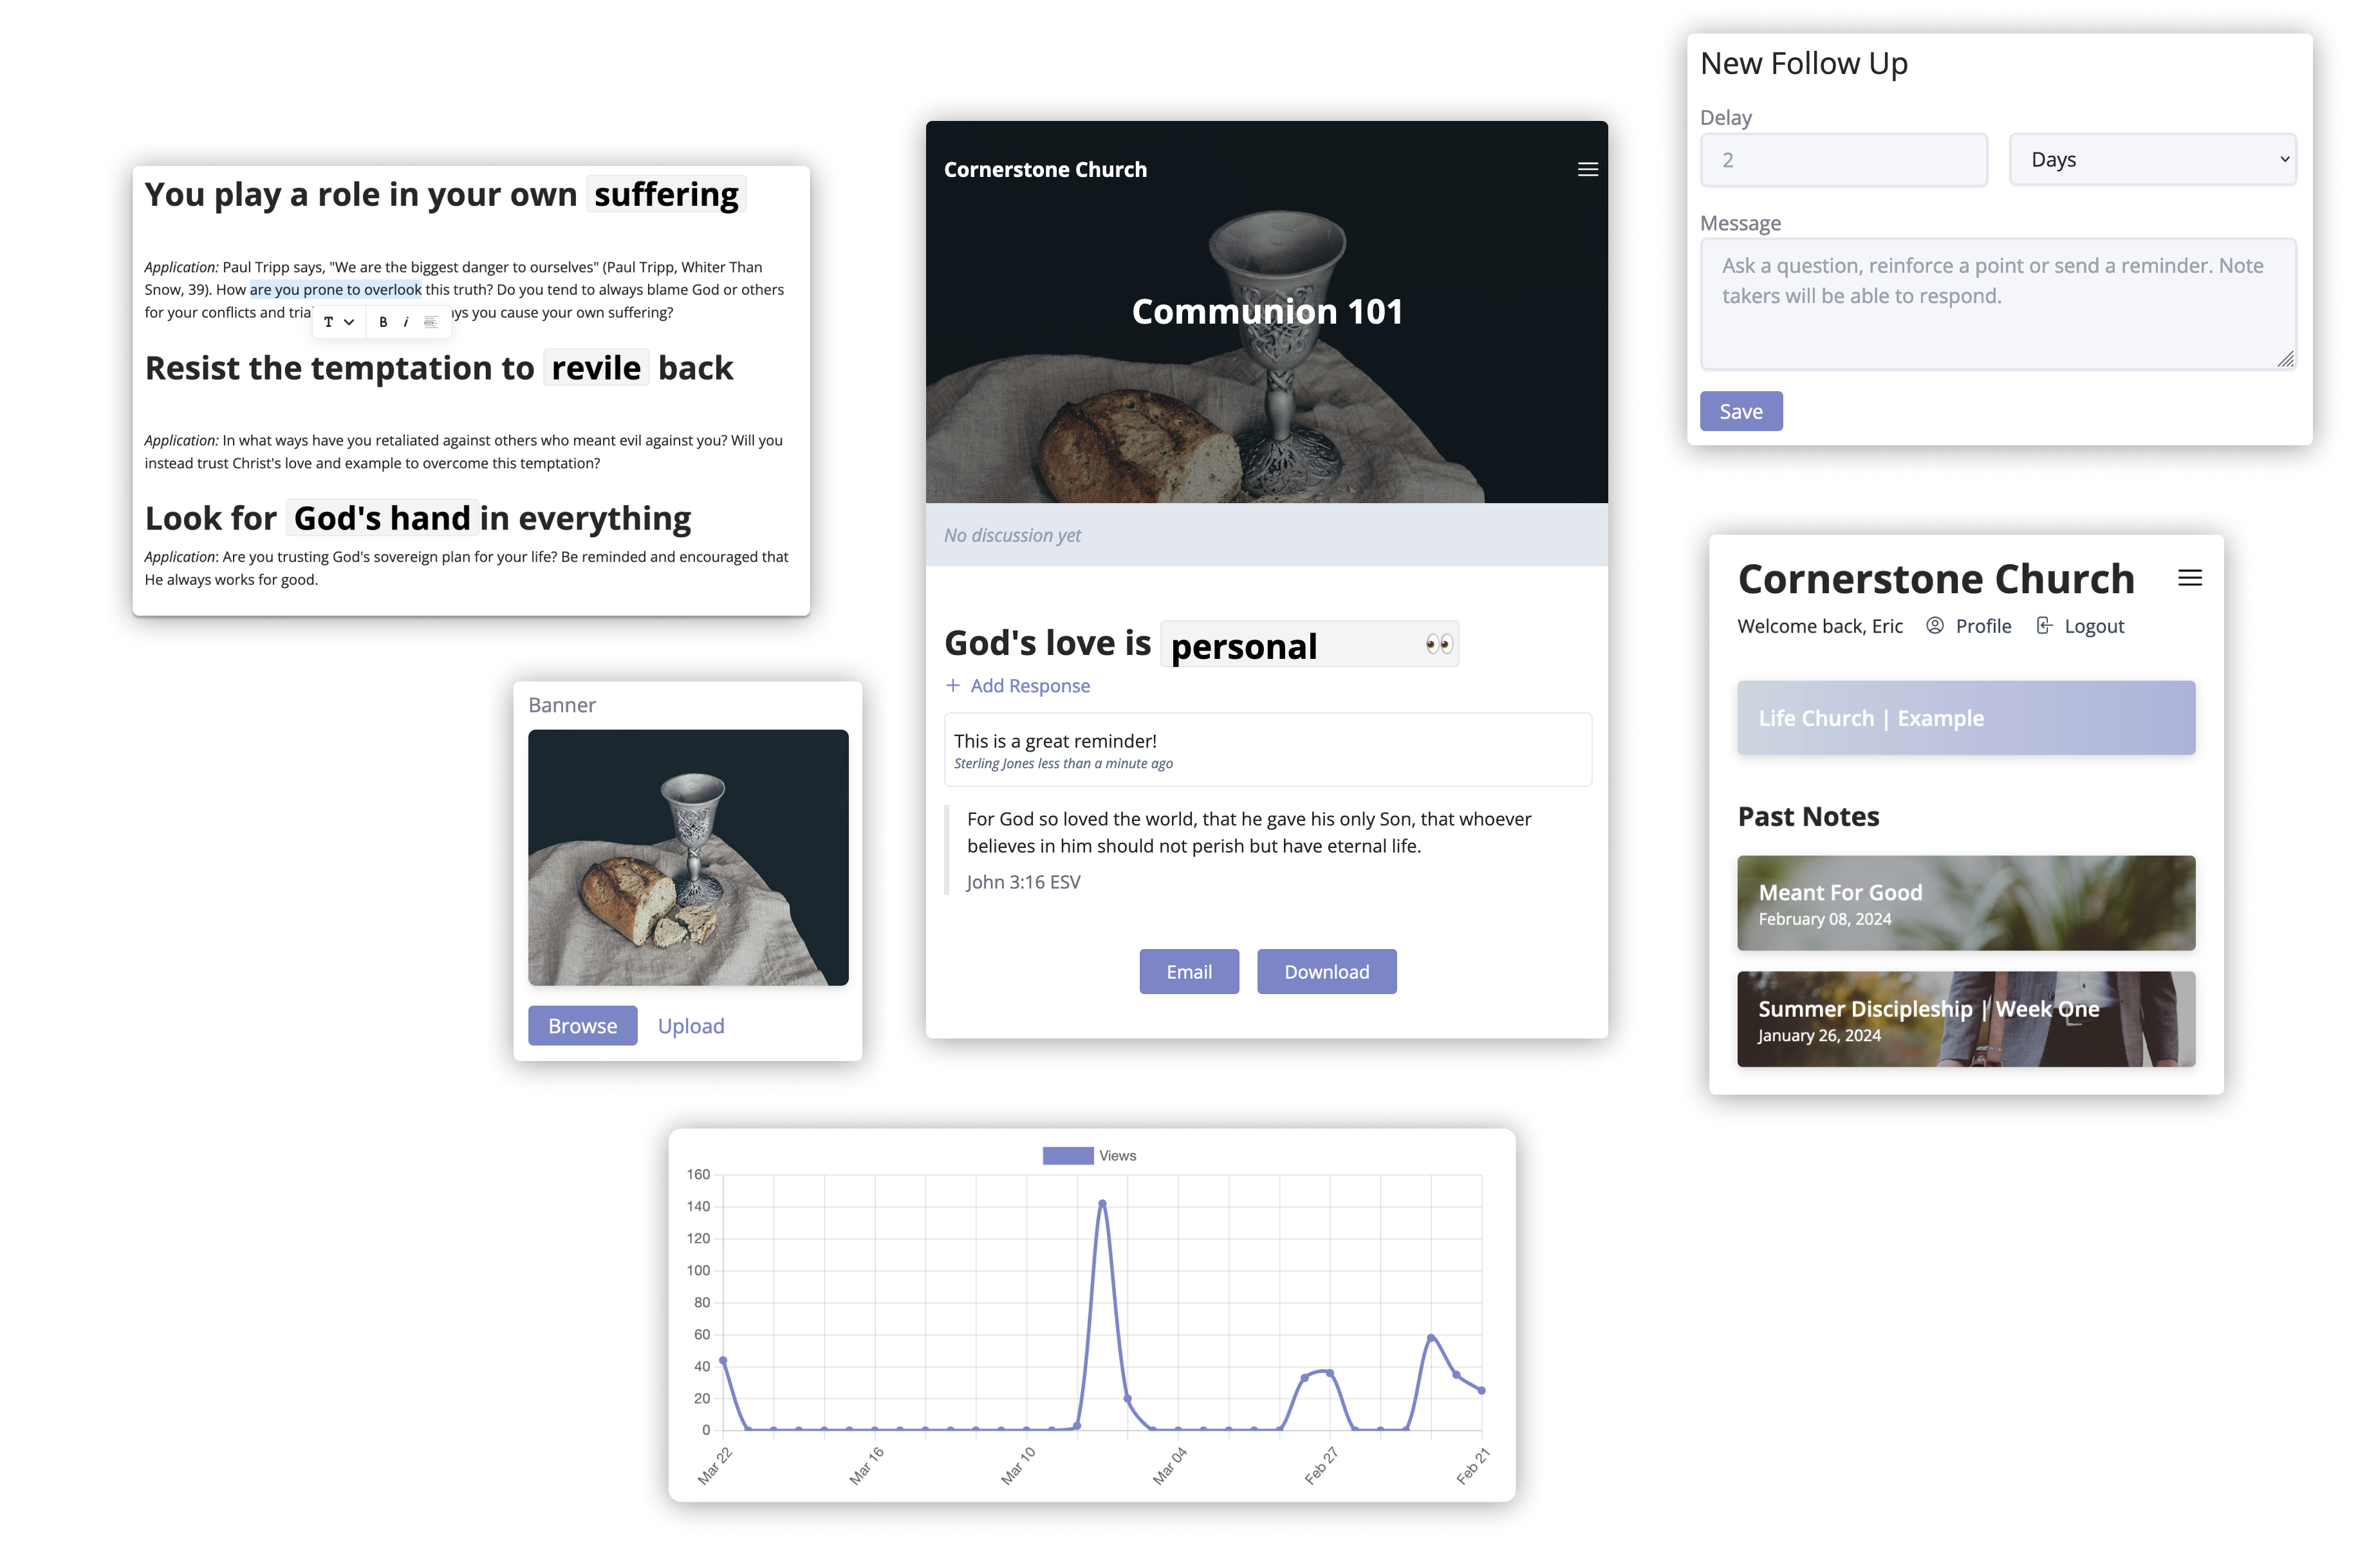 You play a role in your own suffering
Application: Paul Tripp says, "We are the biggest danger to ourselves" (Paul Tripp, Whiter Than
Snow, 39). How are you prone to overlook this truth? Do you tend to always blame God or others
for your conflicts and ys you cause your own suffering?
T B i
Resist the temptation to revile back
Application: In what ways have you retaliated against others who meant evil against you? Will you
instead trust Christ's love and example to overcome this temptation?
Look for God's hand in everything
Application: Are you trusting God's sovereign plan for your life? Be reminded and encouraged that
He always works for good.
Banner
Browse Upload
Cornerstone Church
Communion 101
No discussion yet
God's love is personal 👀
+ Add Response
This is a great reminder!
Sterling Jones less than a minute ago
For God so loved the world, that he gave his only Son, that whoever
believes in him should not perish but have eternal life.
John 3:16 ESV
Email Download
New Follow Up
Delay
2 Days
Message
Ask a question, reinforce a point or send a reminder. Note
takers will be able to respond.
Save
Cornerstone Church
Welcome back, Eric Profile Logout
Life Church | Example
Past Notes
Meant For Good
February 08, 2024
Summer Discipleship | Week One
January 26, 2024
Views
160
140
120
100
80
60
40
20
0
Mar 22 Mar 16 Mar 10 Mar 04 Feb 27 Feb 21